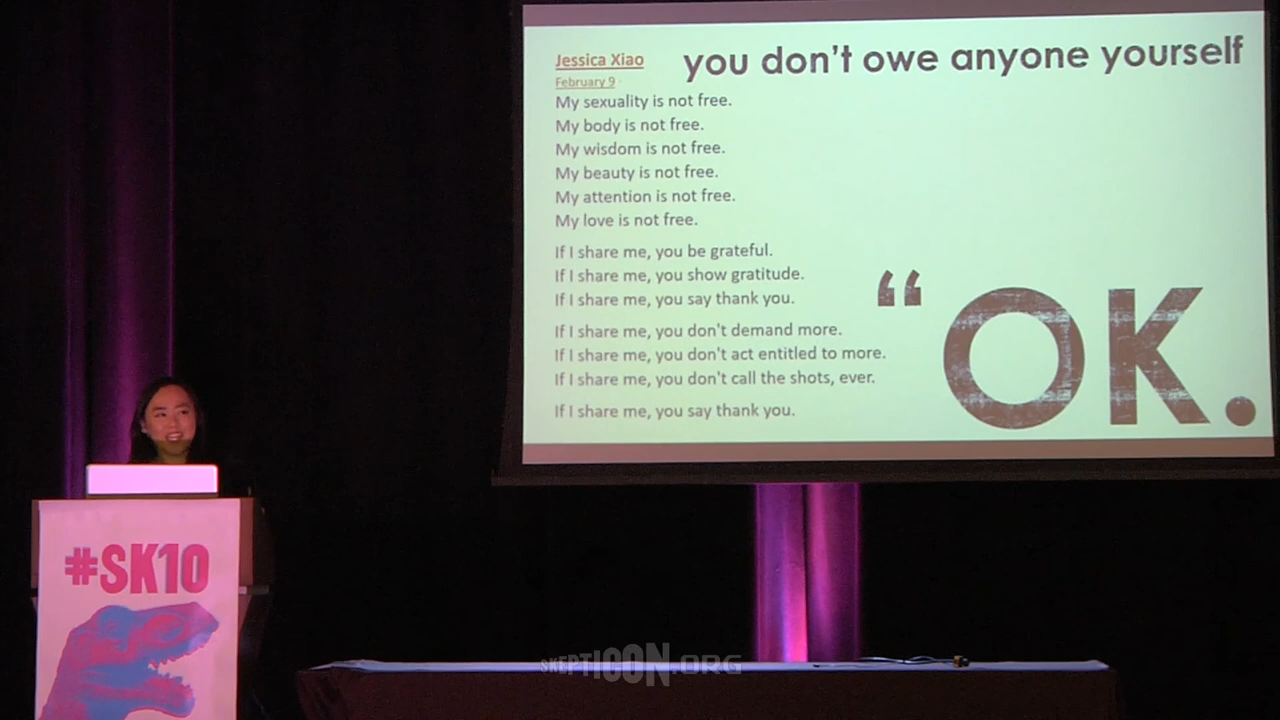 you don't owe anyone yourself
Jessica Xiao
February 9
My sexuality is not free.
My body is not free.
My wisdom is not free.
My beauty is not free.
My attention is not free.
My love is not free.
If I share me, you be grateful.
If I share me, you show gratitude.
If I share me, you say thank you.
If I share me, you don't demand more.
If I share me, you don't act entitled to more.
If I share me, you don't call the shots, ever.
If I share me, you say thank you.
“OK.
#SK10
SKEPTICON.ORG